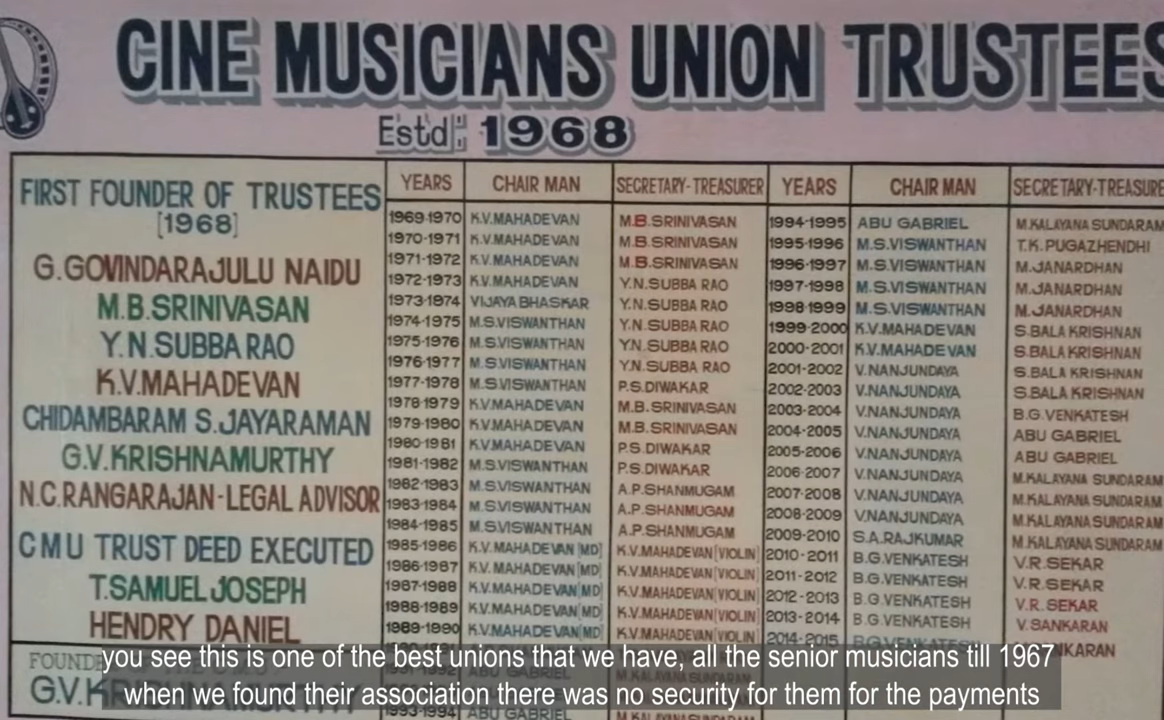 CINE MUSICIANS UNION TRUSTEES
Estd: 1968
FIRST FOUNDER OF TRUSTEES
[1968]
G.GOVINDARAJULU NAIDU
M.B.SRINIVASAN
Y.N.SUBBA RAO
K.V.MAHADEVAN
CHIDAMBARAM S.JAYARAMAN
G.V.KRISHNAMURTHY
N.C.RANGARAJAN-LEGAL ADVISOR
CMU TRUST DEED EXECUTED
T.SAMUEL JOSEPH
HENDRY DANIEL
YEARS CHAIR MAN SECRETARY-TREASURER
1969-1970 K.V.MAHADEVAN M.B.SRINIVASAN
1970-1971 K.V.MAHADEVAN M.B.SRINIVASAN
1971-1972 K.V.MAHADEVAN M.B.SRINIVASAN
1972-1973 K.V.MAHADEVAN Y.N.SUBBA RAO
1973-1974 VIJAYA BHASKAR Y.N.SUBBA RAO
1974-1975 M.S.VISWANTHAN Y.N.SUBBA RAO
1975-1976 M.S.VISWANTHAN Y.N.SUBBA RAO
1976-1977 M.S.VISWANTHAN Y.N.SUBBA RAO
1977-1978 M.S.VISWANTHAN P.S.DIWAKAR
1978-1979 K.V.MAHADEVAN M.B.SRINIVASAN
1979-1980 K.V.MAHADEVAN M.B.SRINIVASAN
1980-1981 K.V.MAHADEVAN P.S.DIWAKAR
1981-1982 M.S.VISWANTHAN P.S.DIWAKAR
1982-1983 M.S.VISWANTHAN A.P.SHANMUGAM
1983-1984 M.S.VISWANTHAN A.P.SHANMUGAM
1984-1985 M.S.VISWANTHAN A.P.SHANMUGAM
1985-1986 K.V.MAHADEVAN[MD] K.V.MAHADEVAN[VIOLIN]
1986-1987 K.V.MAHADEVAN[MD] K.V.MAHADEVAN[VIOLIN]
1987-1988 K.V.MAHADEVAN[MD] K.V.MAHADEVAN[VIOLIN]
1988-1989 K.V.MAHADEVAN[MD] K.V.MAHADEVAN[VIOLIN]
1989-1990 K.V.MAHADEVAN[MD] K.V.MAHADEVAN[VIOLIN]
1993-1994 ABU GABRIEL
YEARS CHAIR MAN SECRETARY-TREASURE
1994-1995 ABU GABRIEL M.KALAYANA SUNDARAM
1995-1996 M.S.VISWANTHAN T.K.PUGAZHENDHI
1996-1997 M.S.VISWANTHAN M.JANARDHAN
1997-1998 M.S.VISWANTHAN M.JANARDHAN
1998-1999 M.S.VISWANTHAN M.JANARDHAN
1999-2000 K.V.MAHADEVAN S.BALA KRISHNAN
2000-2001 K.V.MAHADEVAN S.BALA KRISHNAN
2001-2002 V.NANJUNDAYA S.BALA KRISHNAN
2002-2003 V.NANJUNDAYA S.BALA KRISHNAN
2003-2004 V.NANJUNDAYA B.G.VENKATESH
2004-2005 V.NANJUNDAYA ABU GABRIEL
2005-2006 V.NANJUNDAYA ABU GABRIEL
2006-2007 V.NANJUNDAYA M.KALAYANA SUNDARAM
2007-2008 V.NANJUNDAYA M.KALAYANA SUNDARAM
2008-2009 V.NANJUNDAYA M.KALAYANA SUNDARAM
2009-2010 S.A.RAJKUMAR M.KALAYANA SUNDARAM
2010-2011 B.G.VENKATESH V.R.SEKAR
2011-2012 B.G.VENKATESH V.R.SEKAR
2012-2013 B.G.VENKATESH V.R.SEKAR
2013-2014 B.G.VENKATESH V.SANKARAN
2014-2015 B.G.VENKATESH
you see this is one of the best unions that we have, all the senior musicians till 1967
when we found their association there was no security for them for the payments